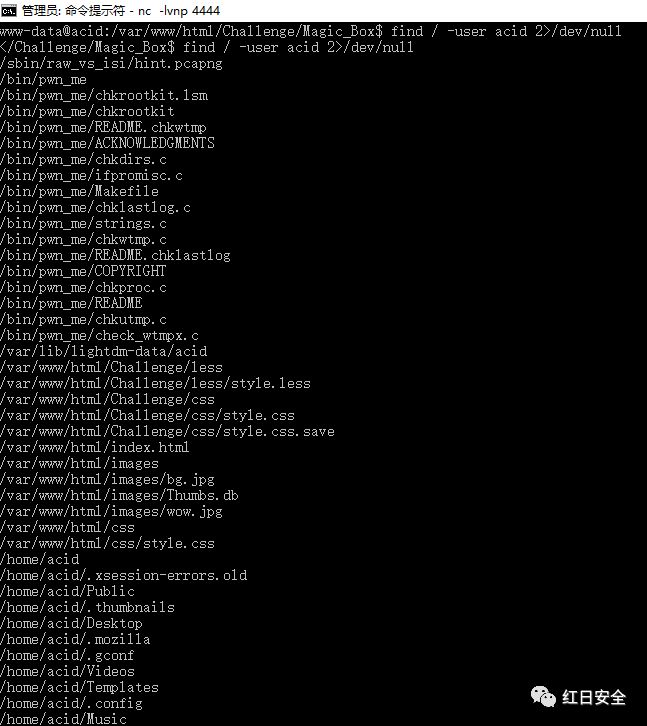 管理员: 命令提示符 - nc -lvnp 4444
www-data@acid:/var/www/html/Challenge/Magic_Box$ find / -user acid 2>/dev/null
</Challenge/Magic_Box$ find / -user acid 2>/dev/null
/sbin/raw_vs_isi/hint.pcapng
/bin/pwn_me
/bin/pwn_me/chkrootkit.lsm
/bin/pwn_me/chkrootkit
/bin/pwn_me/README.chkwtmp
/bin/pwn_me/ACKNOWLEDGMENTS
/bin/pwn_me/chkdirs.c
/bin/pwn_me/ifpromisc.c
/bin/pwn_me/Makefile
/bin/pwn_me/chklastlog.c
/bin/pwn_me/strings.c
/bin/pwn_me/chkwtmp.c
/bin/pwn_me/README.chklastlog
/bin/pwn_me/COPYRIGHT
/bin/pwn_me/chkproc.c
/bin/pwn_me/README
/bin/pwn_me/chkutmp.c
/bin/pwn_me/check_wtmpx.c
/var/lib/lightdm-data/acid
/var/www/html/Challenge/less
/var/www/html/Challenge/less/style.less
/var/www/html/Challenge/css
/var/www/html/Challenge/css/style.css
/var/www/html/Challenge/css/style.css.save
/var/www/html/index.html
/var/www/html/images
/var/www/html/images/bg.jpg
/var/www/html/images/Thumbs.db
/var/www/html/images/wow.jpg
/var/www/html/css
/var/www/html/css/style.css
/home/acid
/home/acid/.xsession-errors.old
/home/acid/Public
/home/acid/.thumbnails
/home/acid/Desktop
/home/acid/.mozilla
/home/acid/.gconf
/home/acid/Videos
/home/acid/Templates
/home/acid/.config
/home/acid/Music
红日安全